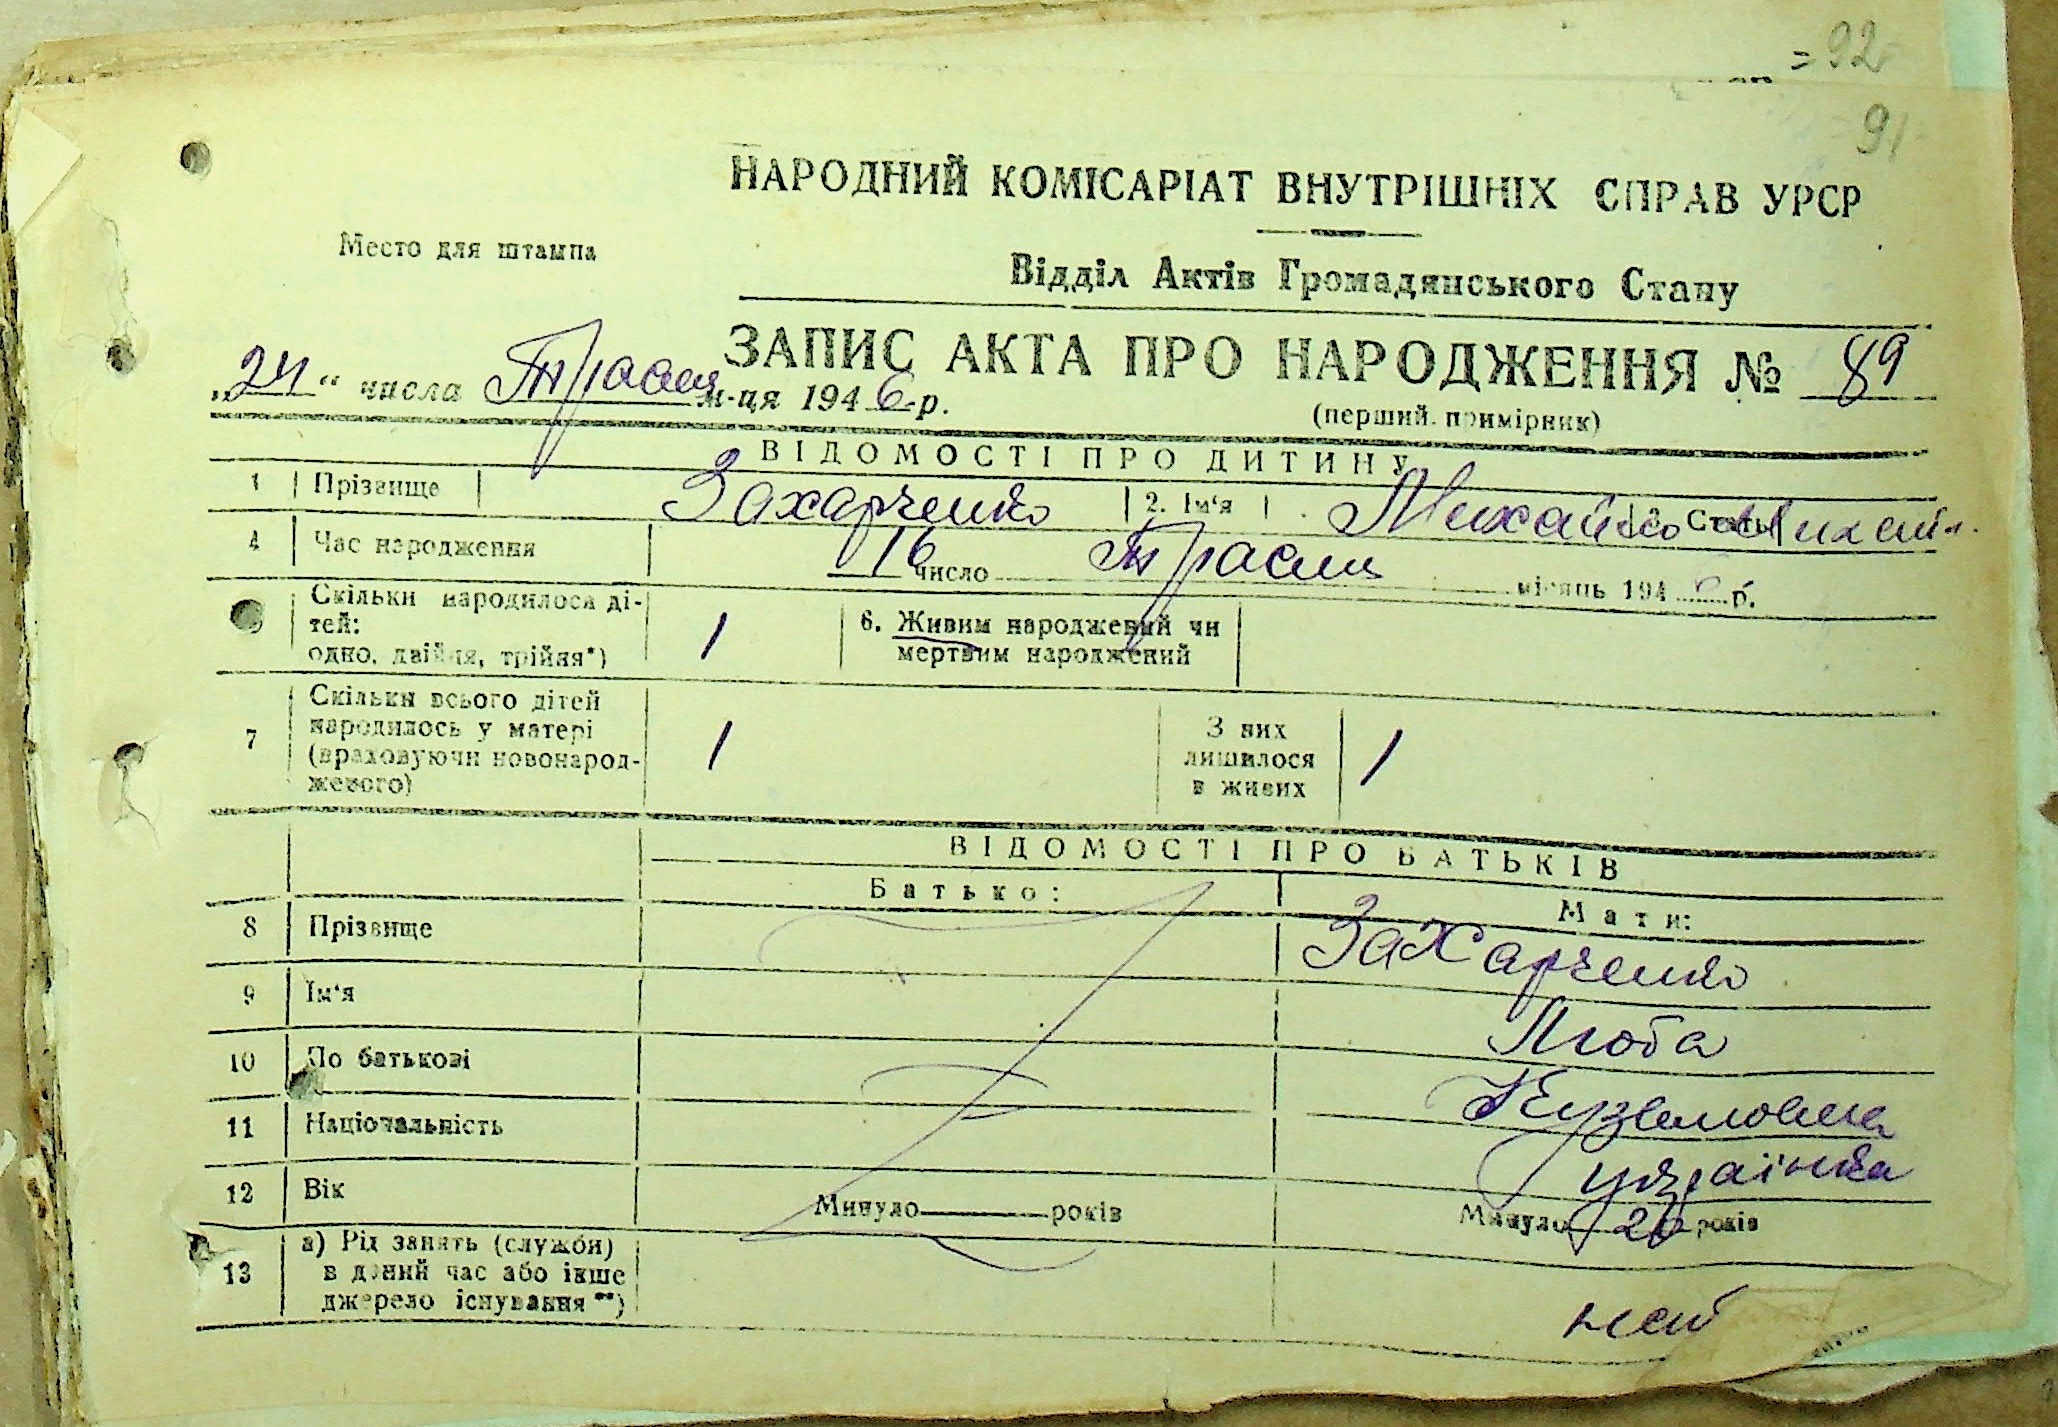 = 92
91
НАРОДНИЙ КОМІСАРІАТ ВНУТРІШНІХ СПРАВ УРСР
Место для штампа
Відділ Актів Громадянського Стану
ЗАПИС АКТА ПРО НАРОДЖЕННЯ № 89
„24“ числа Травня м-ця 1946 р.
(перший примірник)
ВІДОМОСТІ ПРО ДИТИНУ
1 Прізвище Захарченко 2. Ім‘я Михайло 3. Стать
4 Час народження 16 число Травня місяць 1946 р.
Скільки народилося ді-
тей:
одно, двійня, трійня*) 1 6. Живим народжений чи
мертвим народжений
7 Скільки всього дітей
народилось у матері
(враховуючи новонарод-
женого) 1 З них
лишилося
в живих 1
ВІДОМОСТІ ПРО БАТЬКІВ
Батько: Мати:
8 Прізвище Захарченко
9 Ім‘я Люба
10 По батькові Кузьмовна
11 Національність українка
12 Вік Минуло років Минуло 26 років
13 а) Рід занять (служби)
в даний час або інше
джерело існування**)